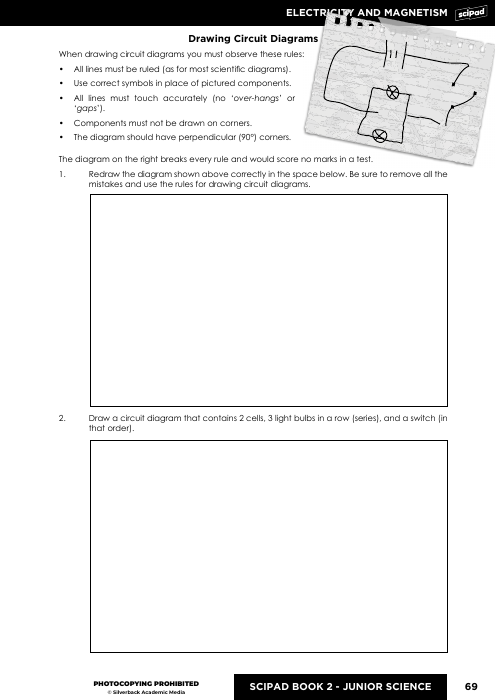 ELECTRICITY AND MAGNETISM
scipad
Drawing Circuit Diagrams
When drawing circuit diagrams you must observe these rules:
• All lines must be ruled (as for most scientific diagrams).
• Use correct symbols in place of pictured components.
• All lines must touch accurately (no ‘over-hangs’ or
‘gaps’).
• Components must not be drawn on corners.
• The diagram should have perpendicular (90°) corners.
The diagram on the right breaks every rule and would score no marks in a test.
1. Redraw the diagram shown above correctly in the space below. Be sure to remove all the
mistakes and use the rules for drawing circuit diagrams.
2. Draw a circuit diagram that contains 2 cells, 3 light bulbs in a row (series), and a switch (in
that order).
PHOTOCOPYING PROHIBITED
© Silverback Academic Media
SCIPAD BOOK 2 - JUNIOR SCIENCE
69